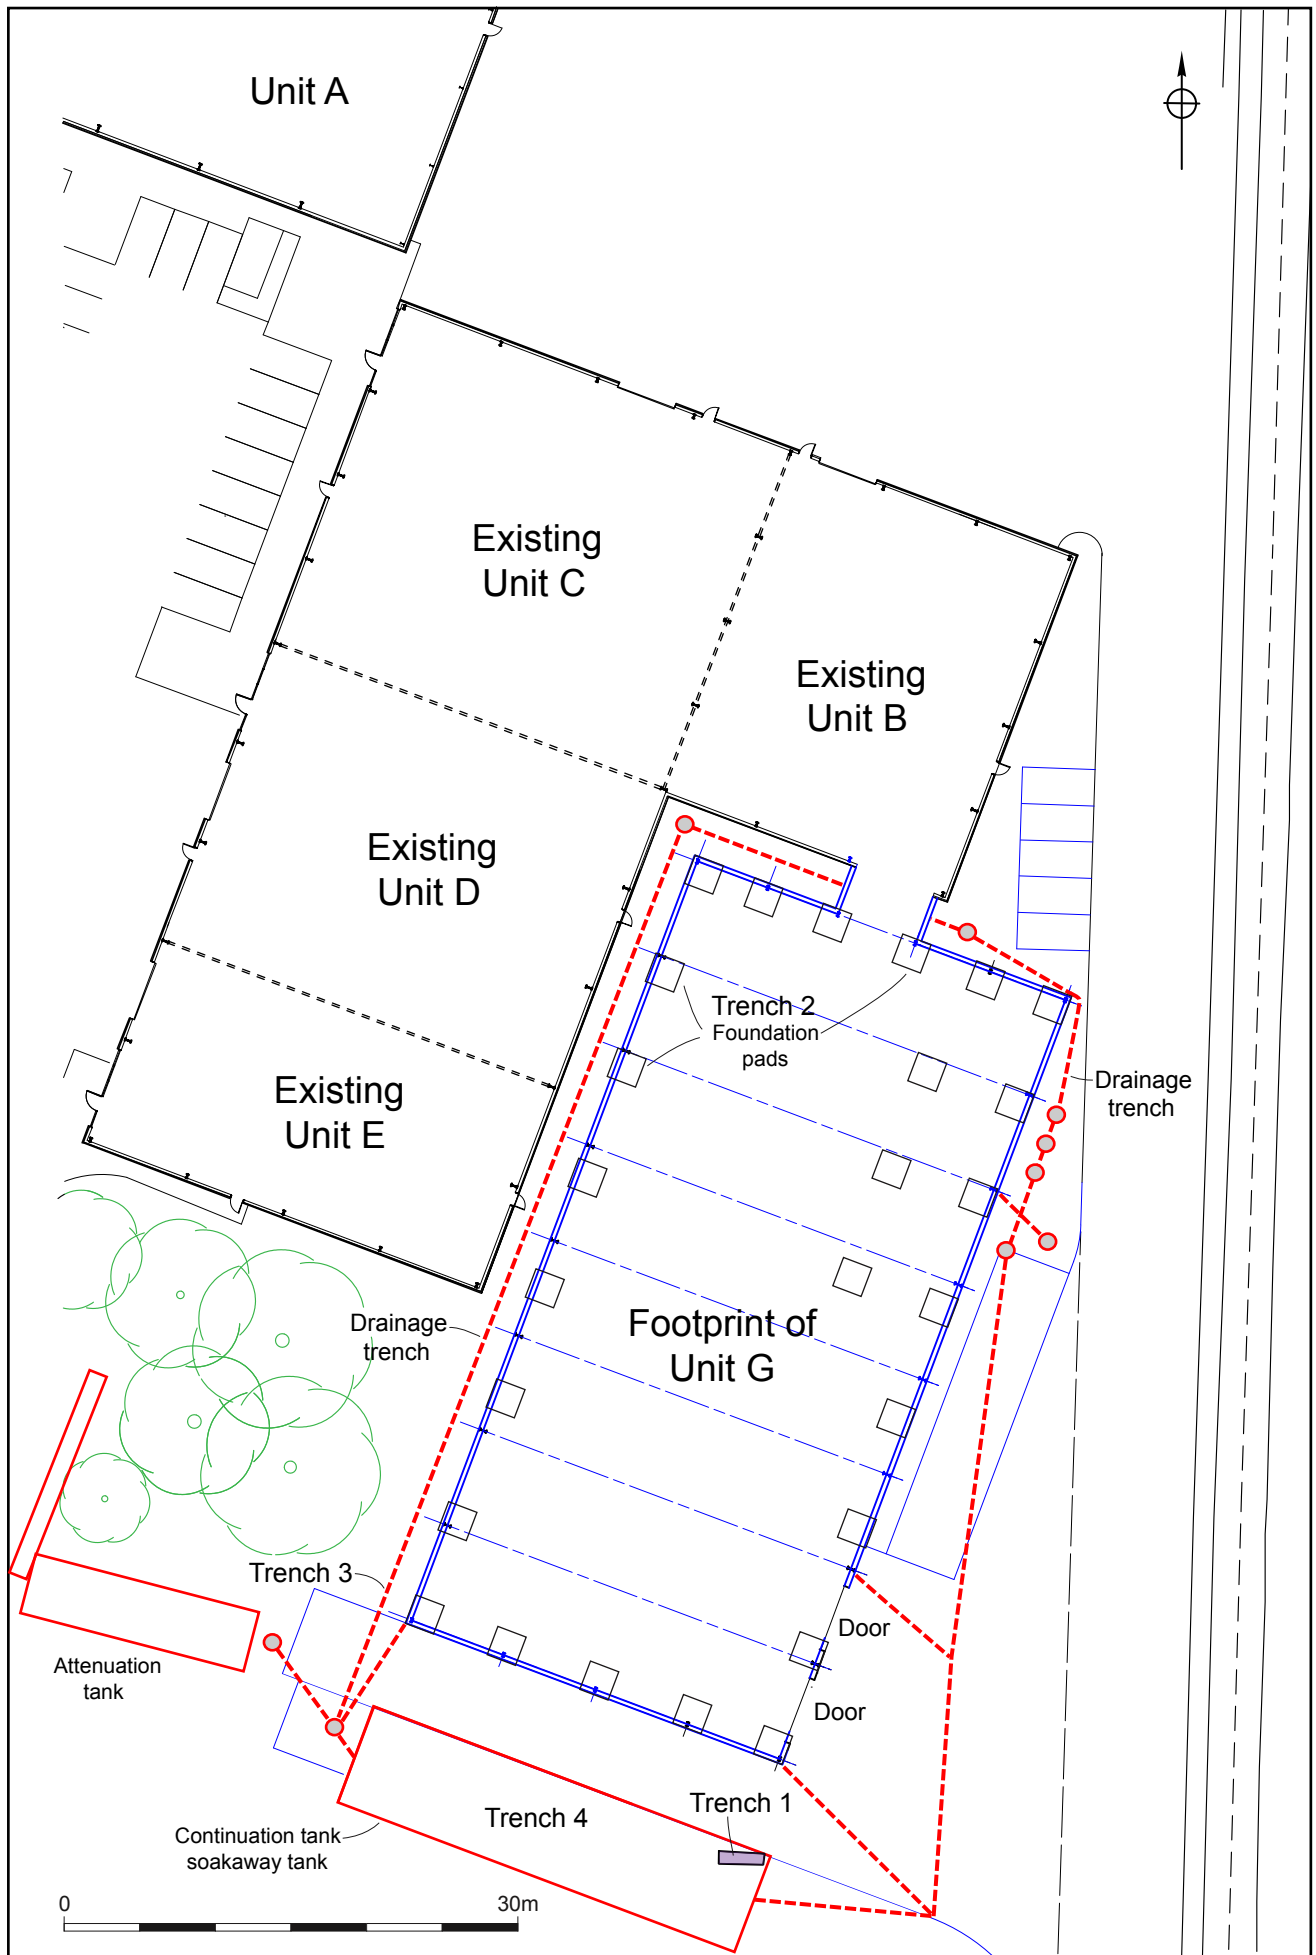 Unit A
Existing
Unit C
Existing
Unit B
Existing
Unit D
Trench 2
Foundation
pads
Drainage
trench
Existing
Unit E
Drainage
trench
Footprint of
Unit G
Trench 3
Door
Attenuation
tank
Door
Trench 1
Trench 4
Continuation tank
soakaway tank
0
30m